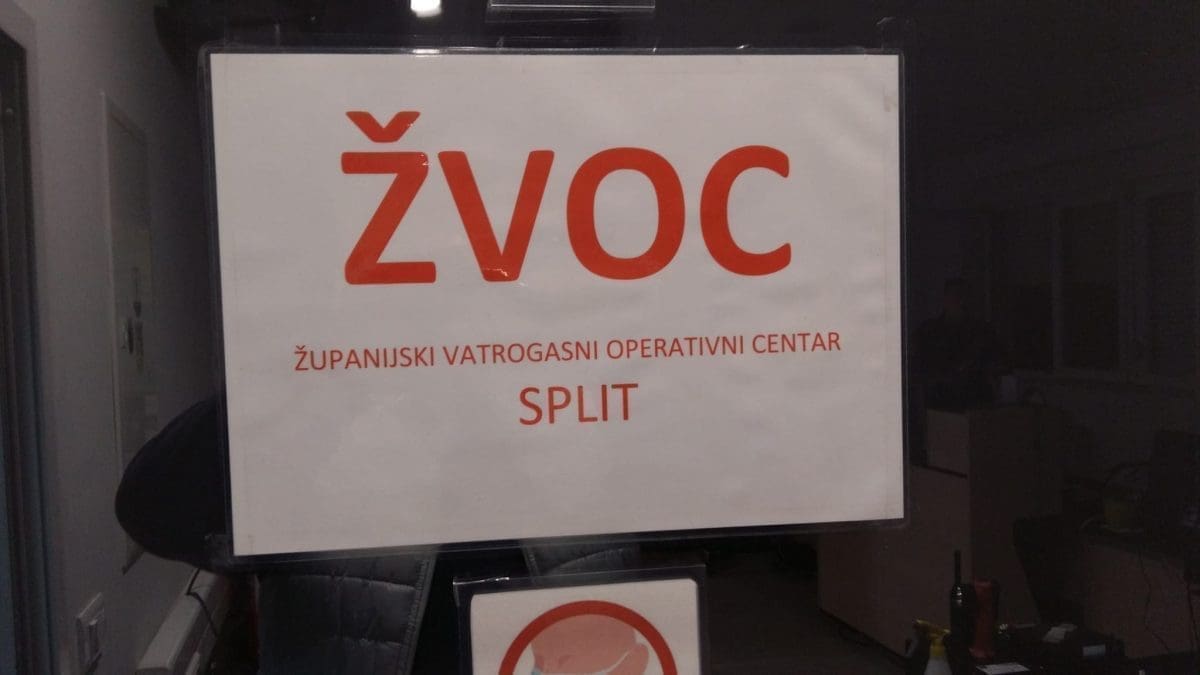 ŽVOC
ŽUPANIJSKI VATROGASNI OPERATIVNI CENTAR
SPLIT